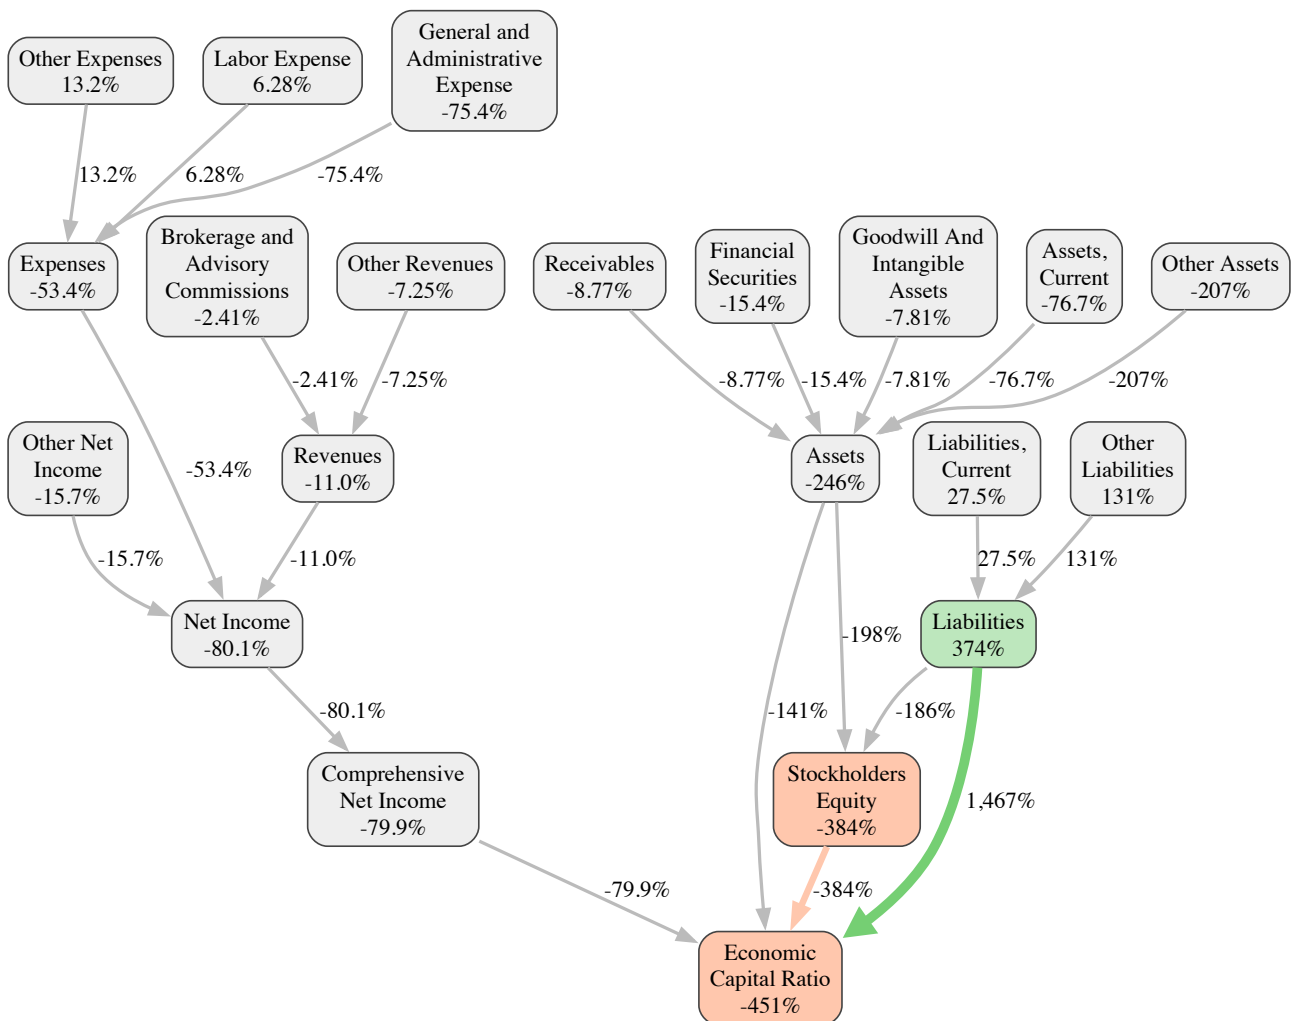 General and
Administrative
Expense
-75.4%
Other Expenses
13.2%
Labor Expense
6.28%
13.2%
6.28%
-75.4%
Expenses
-53.4%
Brokerage and
Advisory
Commissions
-2.41%
Other Revenues
-7.25%
Receivables
-8.77%
Financial
Securities
-15.4%
Goodwill And
Intangible
Assets
-7.81%
Assets,
Current
-76.7%
Other Assets
-207%
-2.41%
-7.25%
-8.77%
-15.4%
-7.81%
-76.7%
-207%
Other Net
Income
-15.7%
-53.4%
Revenues
-11.0%
Assets
-246%
Liabilities,
Current
27.5%
Other
Liabilities
131%
-15.7%
-11.0%
27.5%
131%
Net Income
-80.1%
-198%
Liabilities
374%
-80.1%
-141%
-186%
Comprehensive
Net Income
-79.9%
Stockholders
Equity
-384%
1,467%
-79.9%
-384%
Economic
Capital Ratio
-451%